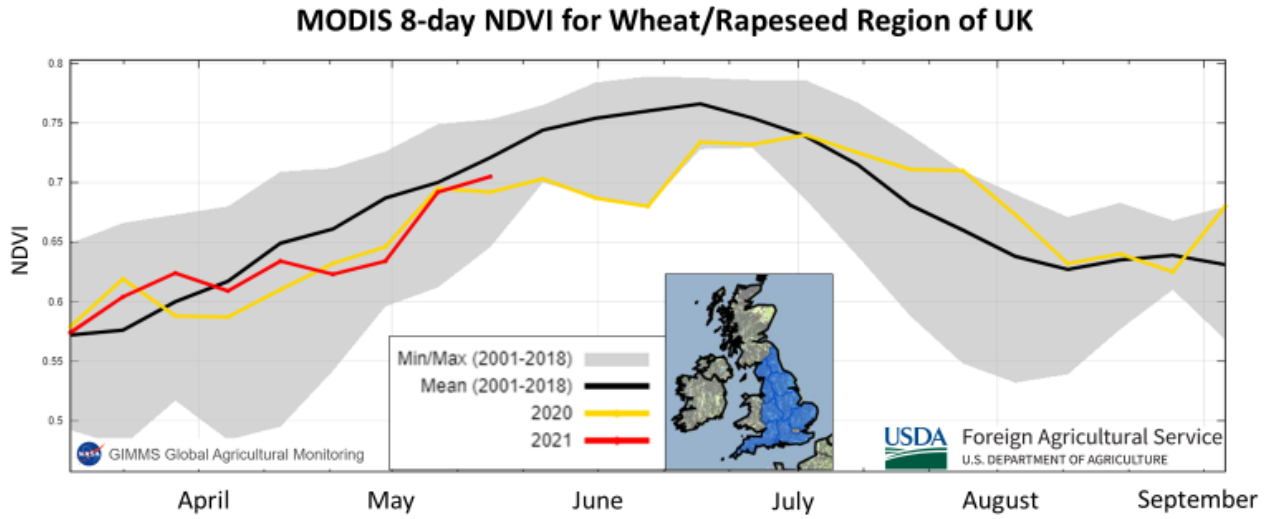 MODIS 8-day NDVI for Wheat/Rapeseed Region of UK
0.8
0.75
0.7
0.65
0.6
0.55
0.5
NDVI
Min/Max (2001-2018)
Mean (2001-2018)
2020
2021
NASA
GIMMS Global Agricultural Monitoring
USDA
Foreign Agricultural Service
U.S. DEPARTMENT OF AGRICULTURE
April May June July August September